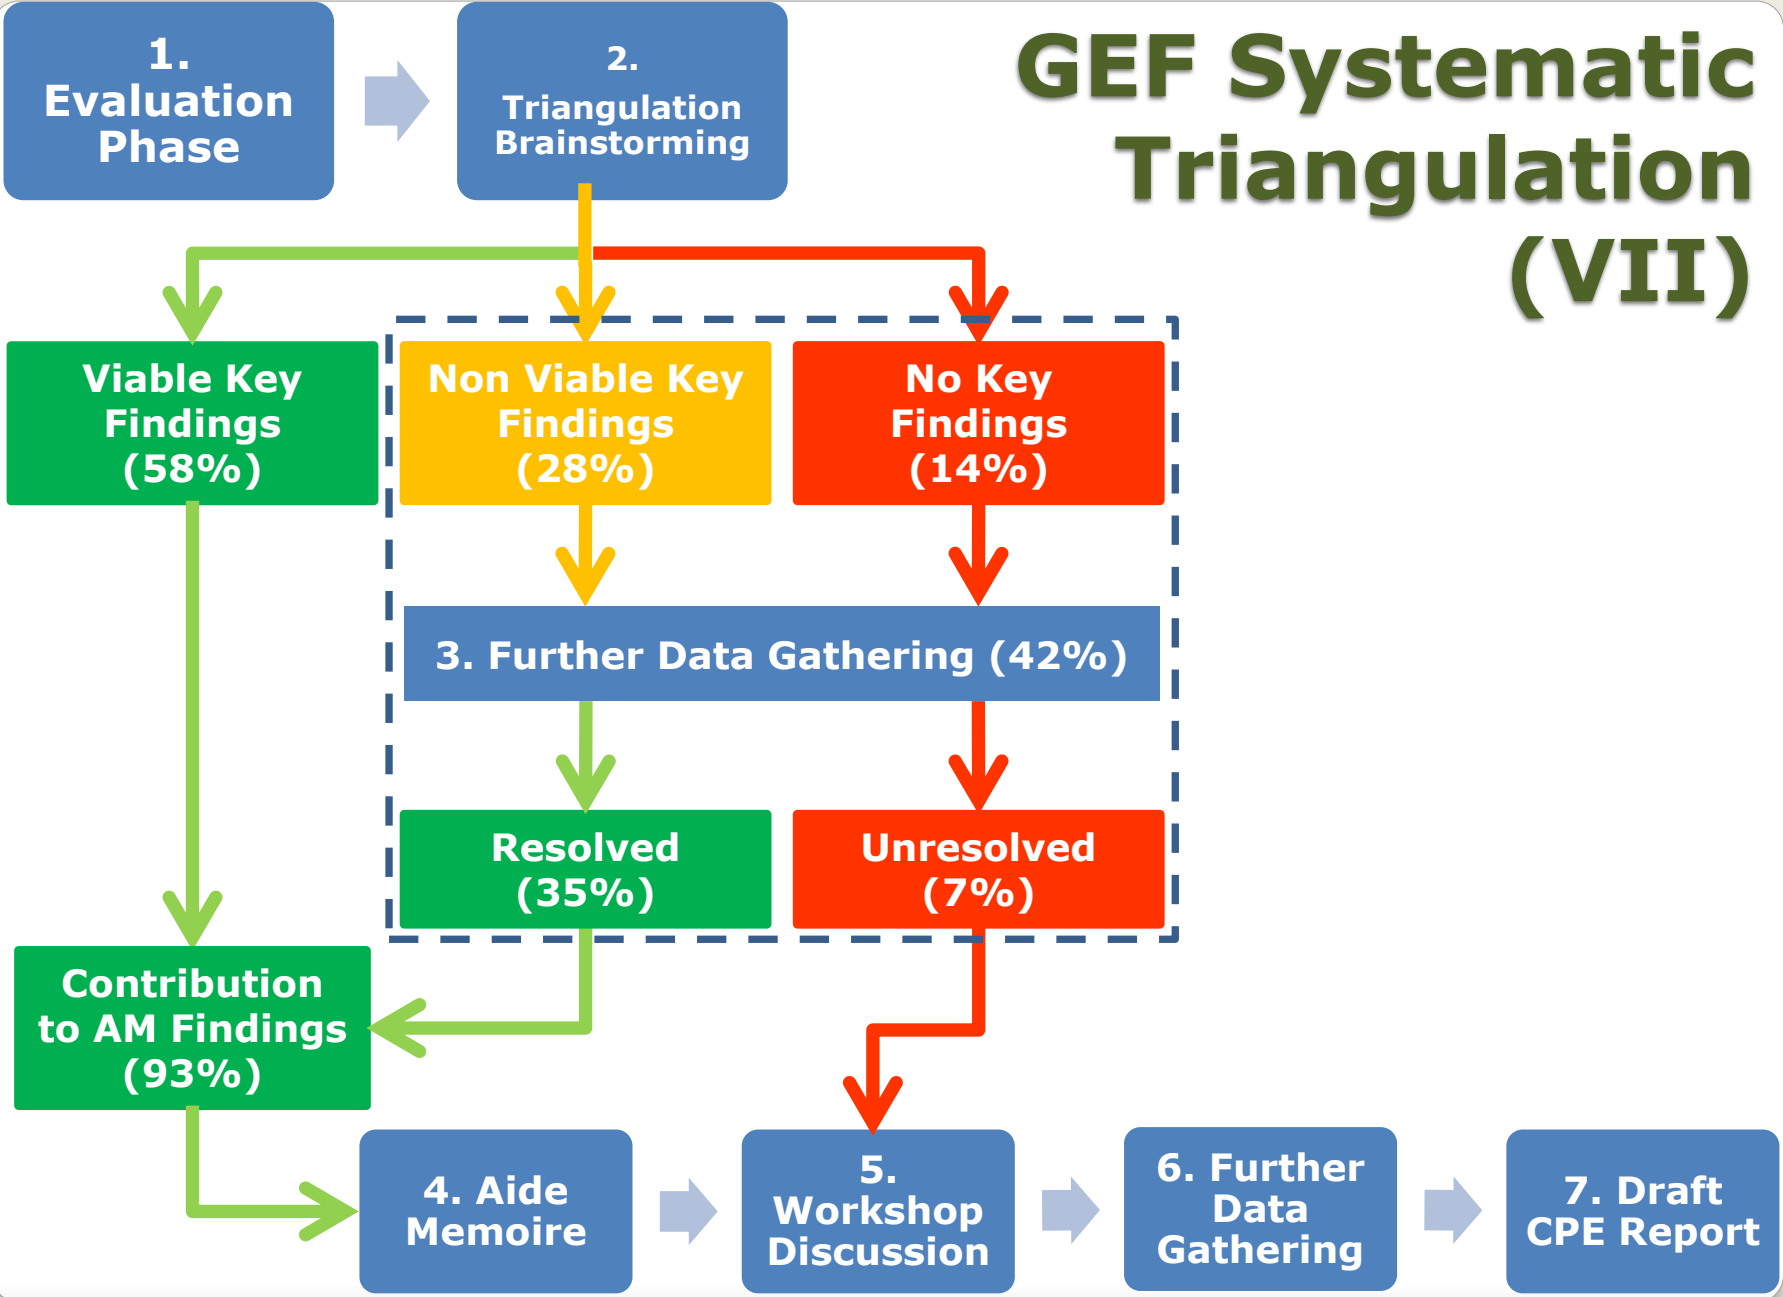 GEF Systematic
Triangulation
(VII)
1.
Evaluation
Phase
2.
Triangulation
Brainstorming
Viable Key
Findings
(58%)
Non Viable Key
Findings
(28%)
No Key
Findings
(14%)
3. Further Data Gathering (42%)
Resolved
(35%)
Unresolved
(7%)
Contribution
to AM Findings
(93%)
4. Aide
Memoire
5.
Workshop
Discussion
6. Further
Data
Gathering
7. Draft
CPE Report